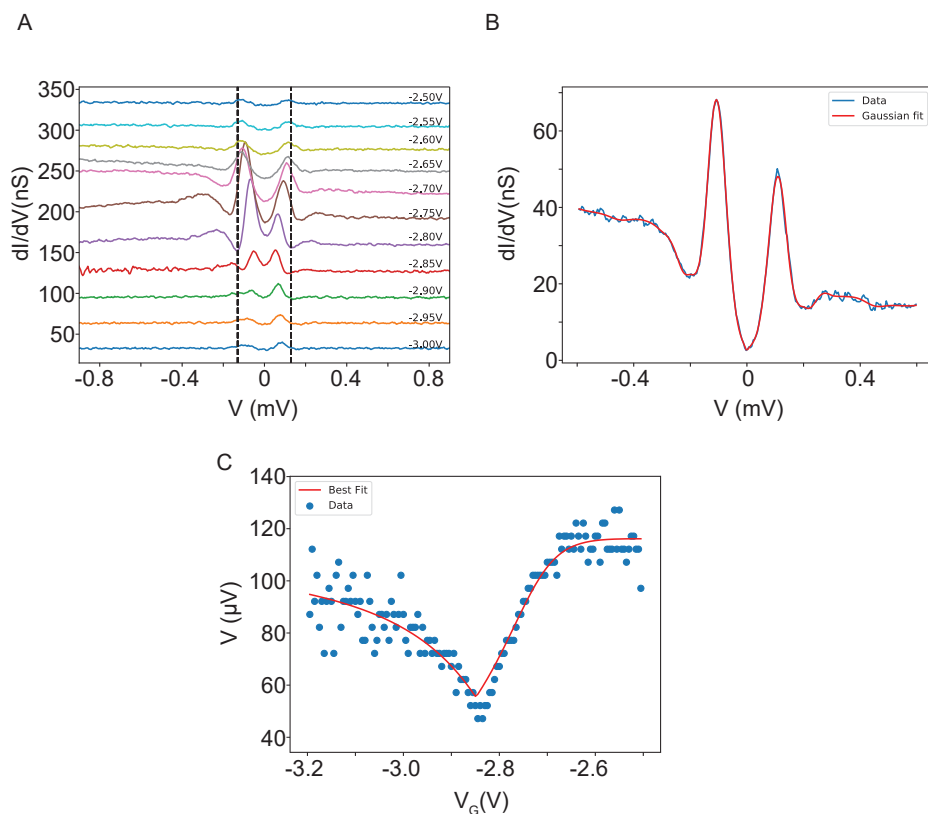 A
B
350
300
250
200
150
100
50
dI/dV(nS)
-2.50V
-2.55V
-2.60V
-2.65V
-2.70V
-2.75V
-2.80V
-2.85V
-2.90V
-2.95V
-3.00V
-0.8
-0.4
0
0.4
0.8
V (mV)
60
40
20
0
dI/dV(nS)
Data
Gaussian fit
-0.4
0
0.4
V (mV)
C
140
120
100
80
60
40
V (μV)
Best Fit
Data
-3.2
-3.0
-2.8
-2.6
V_G(V)